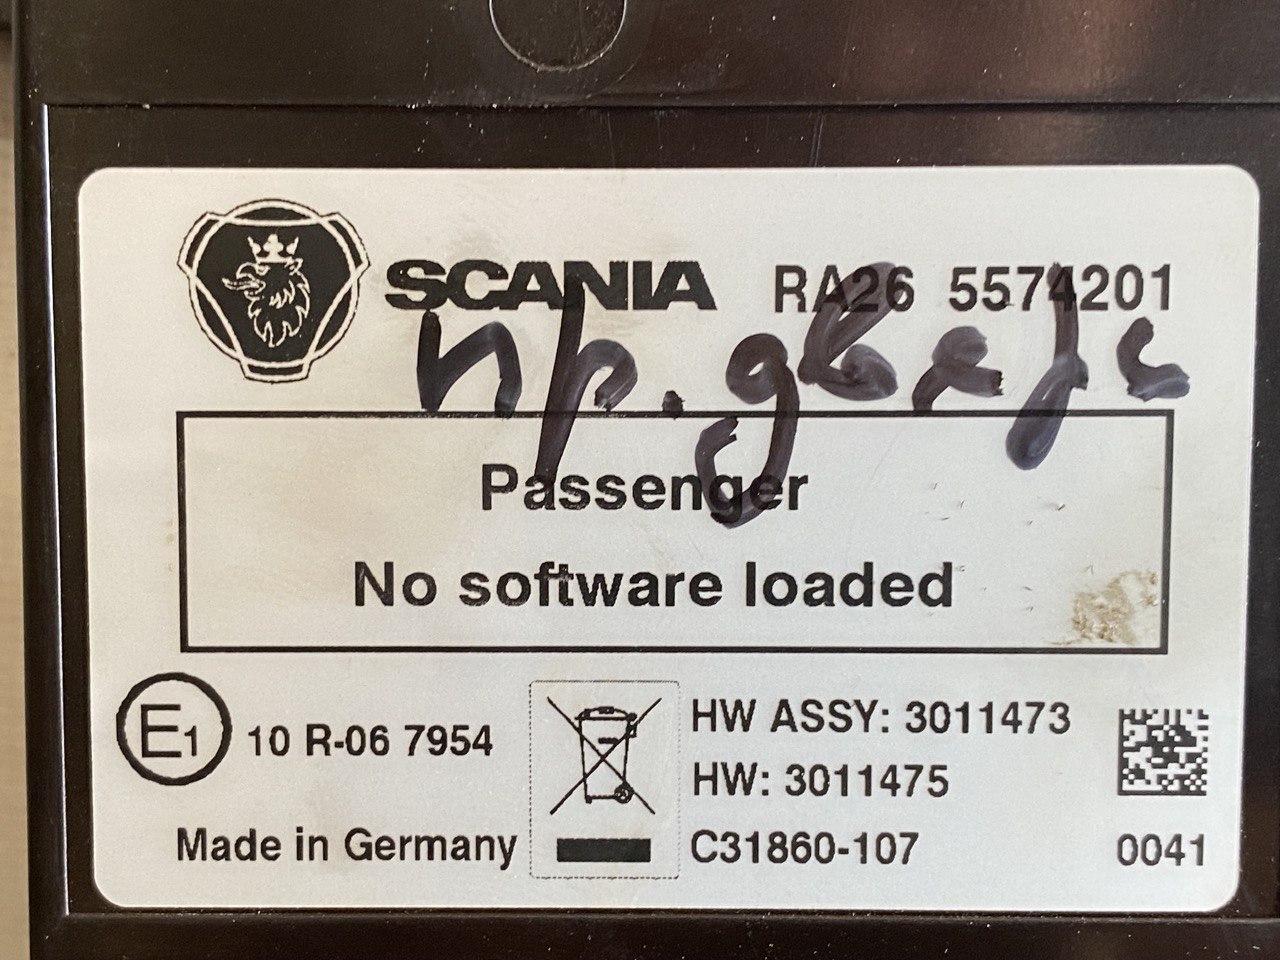 SCANIA RA26 5574201
пр. дверь
Passenger
No software loaded
E1 10 R-06 7954
HW ASSY: 3011473
HW: 3011475
Made in Germany
C31860-107
0041